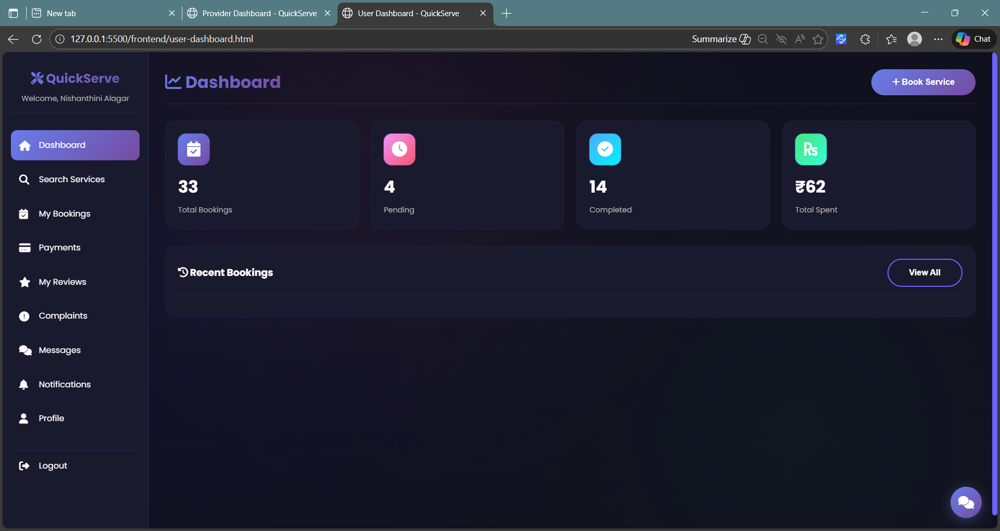 New tab
Provider Dashboard - QuickServe
User Dashboard - QuickServe
127.0.0.1:5500/frontend/user-dashboard.html
Summarize
Chat
QuickServe
Welcome, Nishanthini Alagar
Dashboard
Search Services
My Bookings
Payments
My Reviews
Complaints
Messages
Notifications
Profile
Logout
Dashboard
+ Book Service
33
Total Bookings
4
Pending
14
Completed
Rs
₹62
Total Spent
Recent Bookings
View All